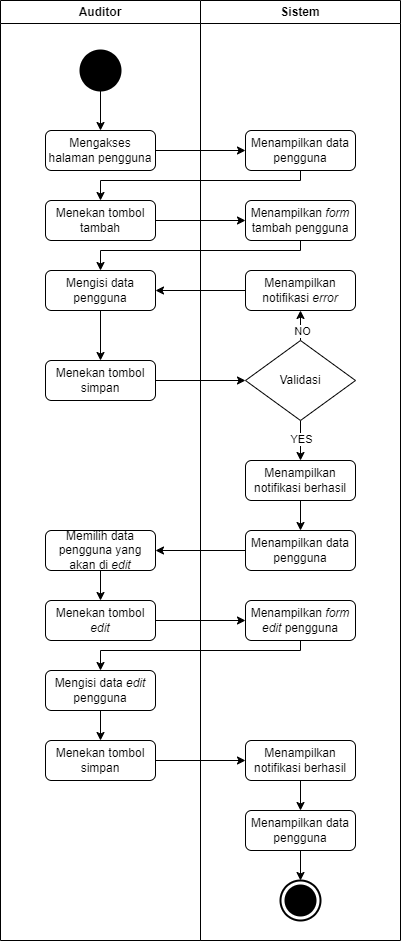 Auditor
Sistem
Mengakses
halaman pengguna
Menampilkan data
pengguna
Menekan tombol
tambah
Menampilkan form
tambah pengguna
Mengisi data
pengguna
Menampilkan
notifikasi error
NO
Menekan tombol
simpan
Validasi
YES
Menampilkan
notifikasi berhasil
Memilih data
pengguna yang
akan di edit
Menampilkan data
pengguna
Menekan tombol
edit
Menampilkan form
edit pengguna
Mengisi data edit
pengguna
Menekan tombol
simpan
Menampilkan
notifikasi berhasil
Menampilkan data
pengguna